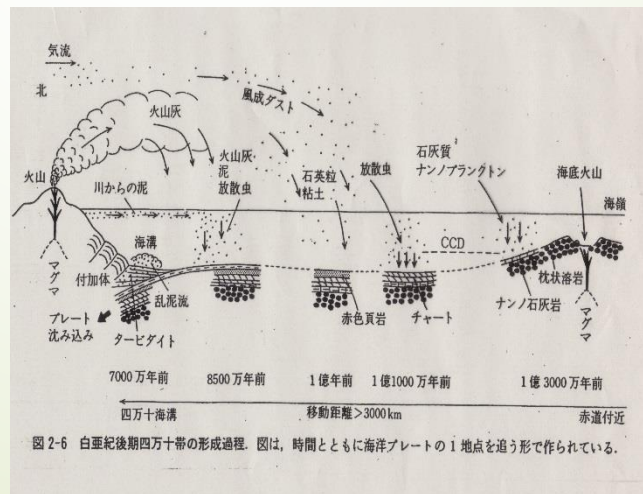 気流
北
風成ダスト
火山灰
火山
火山灰・
泥
放散虫
石英粒
粘土
放散虫
石灰質
ナンノプランクトン
海底火山
海嶺
川からの泥
海溝
CCD
マグマ
付加体
乱泥流
プレート
沈み込み
タービダイト
赤色頁岩
チャート
ナンノ石灰岩
枕状溶岩
マグマ
7000万年前 8500万年前 1億年前 1億1000万年前 1億3000万年前
四万十海溝 移動距離>3000km 赤道付近
図2-6 白亜紀後期四万十帯の形成過程. 図は, 時間とともに海洋プレートの1地点を追う形で作られている.